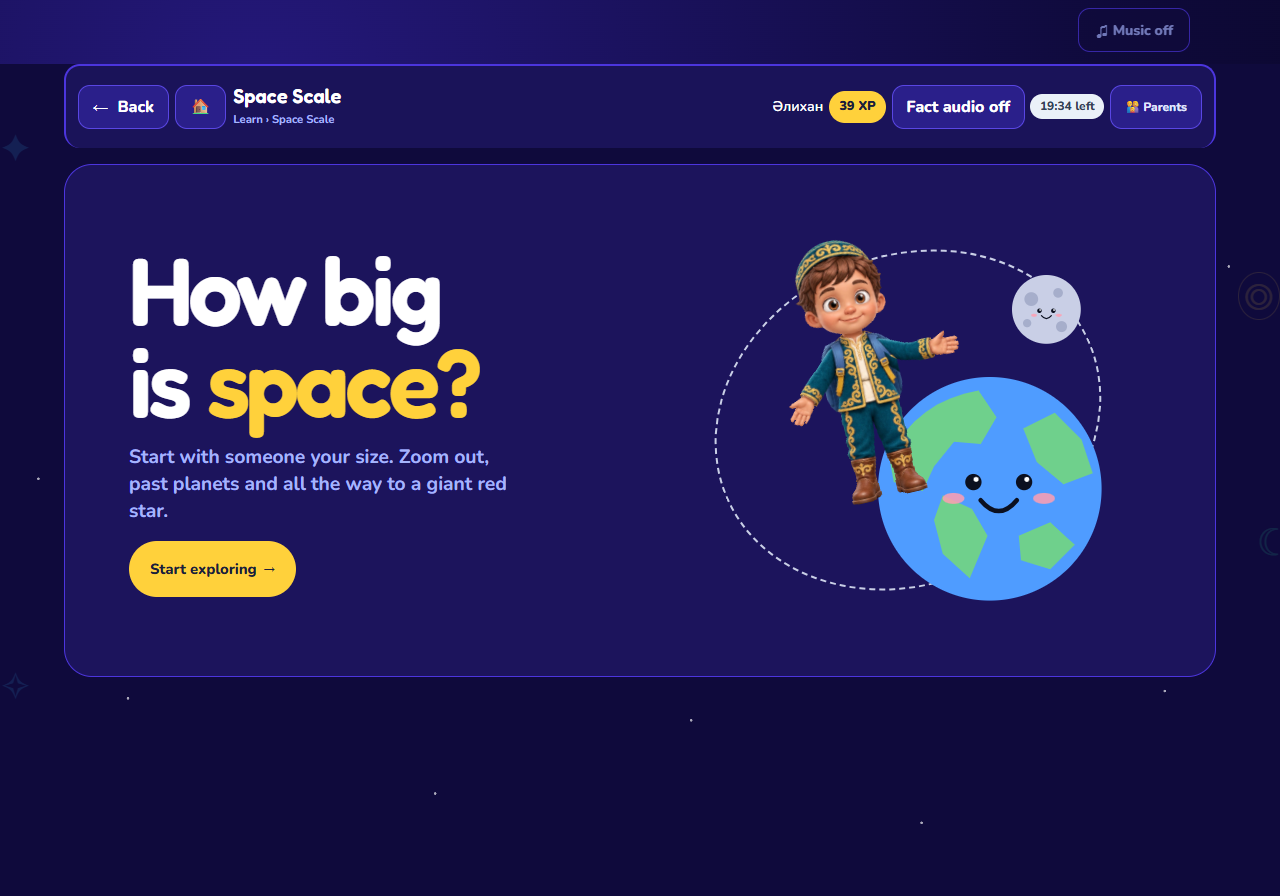 ♫ Music off
← Back
Space Scale
Learn › Space Scale
Әлихан
39 XP
Fact audio off
19:34 left
Parents
How big
is space?
Start with someone your size. Zoom out,
past planets and all the way to a giant red
star.
Start exploring →